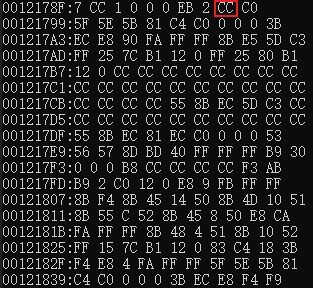 0012178F:7 CC 1 0 0 0 EB 2 CC C0
00121799:5F 5E 5B 81 C4 C0 0 0 0 3B
001217A3:EC E8 90 FA FF FF 8B E5 5D C3
001217AD:FF 25 7C B1 12 0 FF 25 80 B1
001217B7:12 0 CC CC CC CC CC CC CC CC
001217C1:CC CC CC CC CC CC CC CC CC CC
001217CB:CC CC CC CC 55 8B EC 5D C3 CC
001217D5:CC CC CC CC CC CC CC CC CC CC
001217DF:55 8B EC 81 EC C0 0 0 0 53
001217E9:56 57 8D BD 40 FF FF FF B9 30
001217F3:0 0 0 B8 CC CC CC CC F3 AB
001217FD:B9 2 C0 12 0 E8 9 FB FF FF
00121807:8B F4 8B 45 14 50 8B 4D 10 51
00121811:8B 55 C 52 8B 45 8 50 E8 CA
0012181B:FA FF FF 8B 48 4 51 8B 10 52
00121825:FF 15 7C B1 12 0 83 C4 18 3B
0012182F:F4 E8 4 FA FF FF 5F 5E 5B 81
00121839:C4 C0 0 0 0 3B EC E8 F4 F9